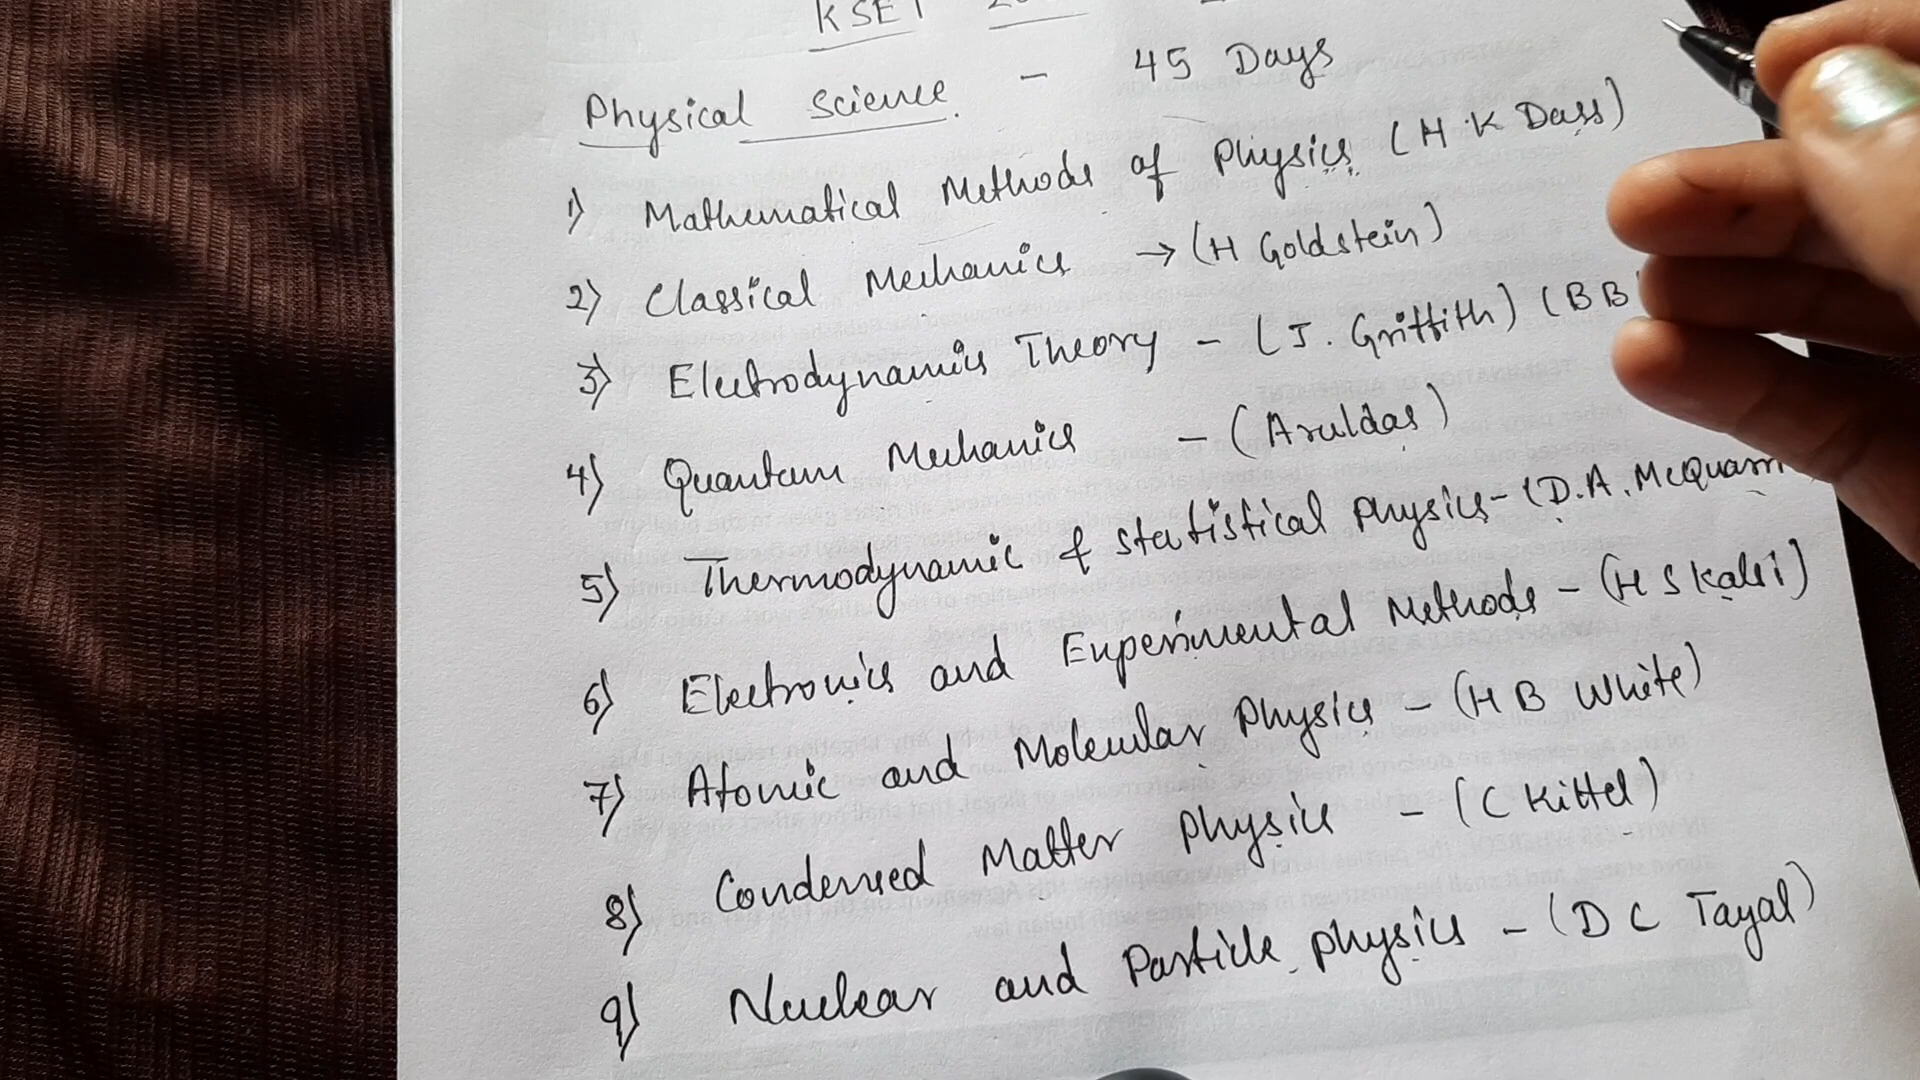 KSET
Physical Science. - 45 Days
1) Mathematical Methods of Physics (H.K Dass)
2) Classical Mechanics → (H Goldstein)
3) Electrodynamics Theory - (J. Griffith) (BB
4) Quantum Mechanics - (Aruldas)
5) Thermodynamic & statistical Physics - (D.A. McQuarri
6) Electronics and Experimental Methods - (H S Kalsi)
7) Atomic and Molecular Physics - (H B White)
8) Condensed Matter Physics - (C Kittel)
9) Nuclear and Particle Physics - (D C Tayal)